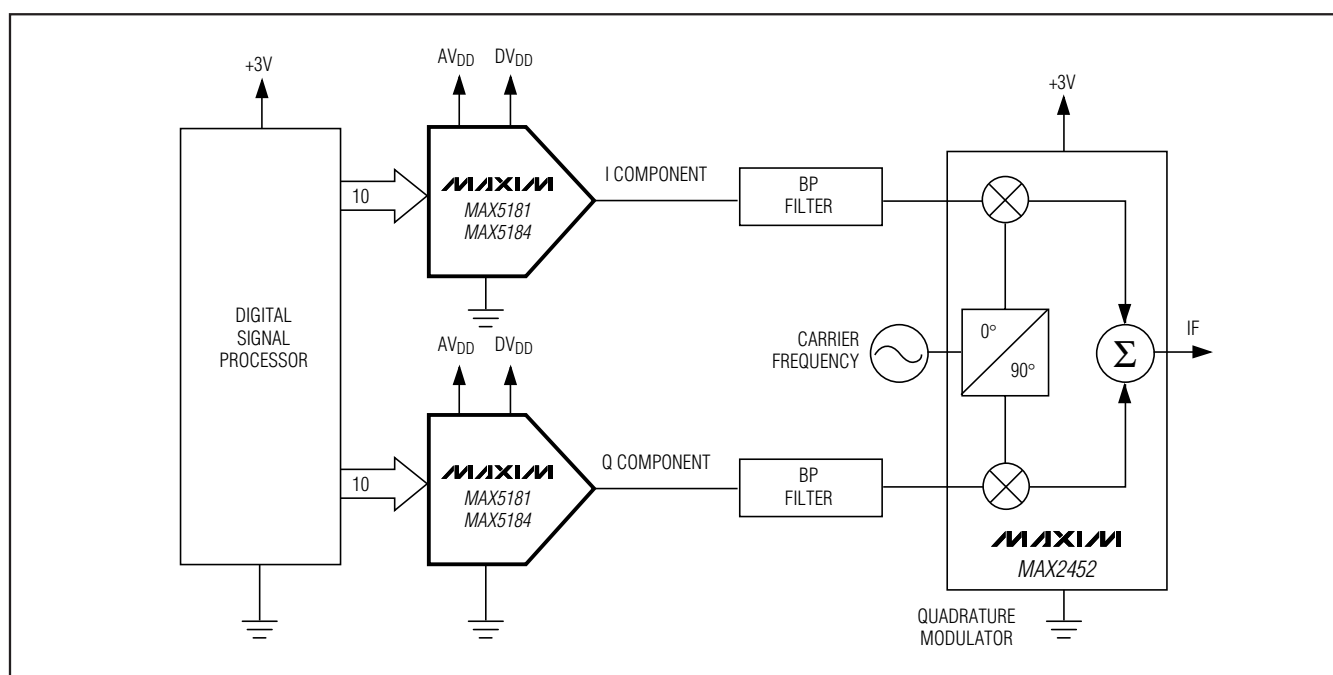 +3V
AVDD DVDD
+3V
MAXIM
MAX5181
MAX5184
10
I COMPONENT
BP
FILTER
DIGITAL
SIGNAL
PROCESSOR
CARRIER
FREQUENCY
0°
90°
Σ
IF
AVDD DVDD
MAXIM
MAX5181
MAX5184
10
Q COMPONENT
BP
FILTER
MAXIM
MAX2452
QUADRATURE
MODULATOR